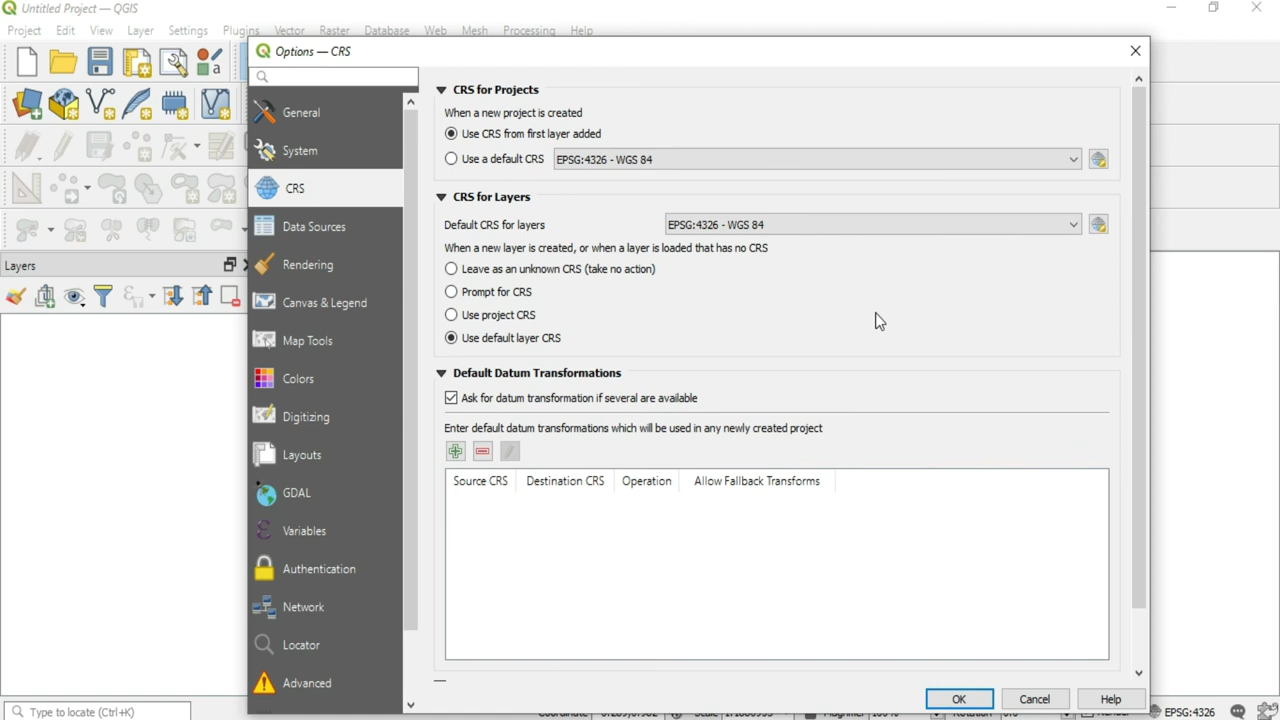 Untitled Project — QGIS
Project Edit View Layer Settings Plugins Vector Raster Database Web Mesh Processing Help
Options — CRS
General
System
CRS
Data Sources
Rendering
Canvas & Legend
Map Tools
Colors
Digitizing
Layouts
GDAL
Variables
Authentication
Network
Locator
Advanced
CRS for Projects
When a new project is created
Use CRS from first layer added
Use a default CRS EPSG:4326 - WGS 84
CRS for Layers
Default CRS for layers EPSG:4326 - WGS 84
When a new layer is created, or when a layer is loaded that has no CRS
Leave as an unknown CRS (take no action)
Prompt for CRS
Use project CRS
Use default layer CRS
Default Datum Transformations
Ask for datum transformation if several are available
Enter default datum transformations which will be used in any newly created project
Source CRS Destination CRS Operation Allow Fallback Transforms
OK Cancel Help
Layers
Type to locate (Ctrl+K)
EPSG:4326